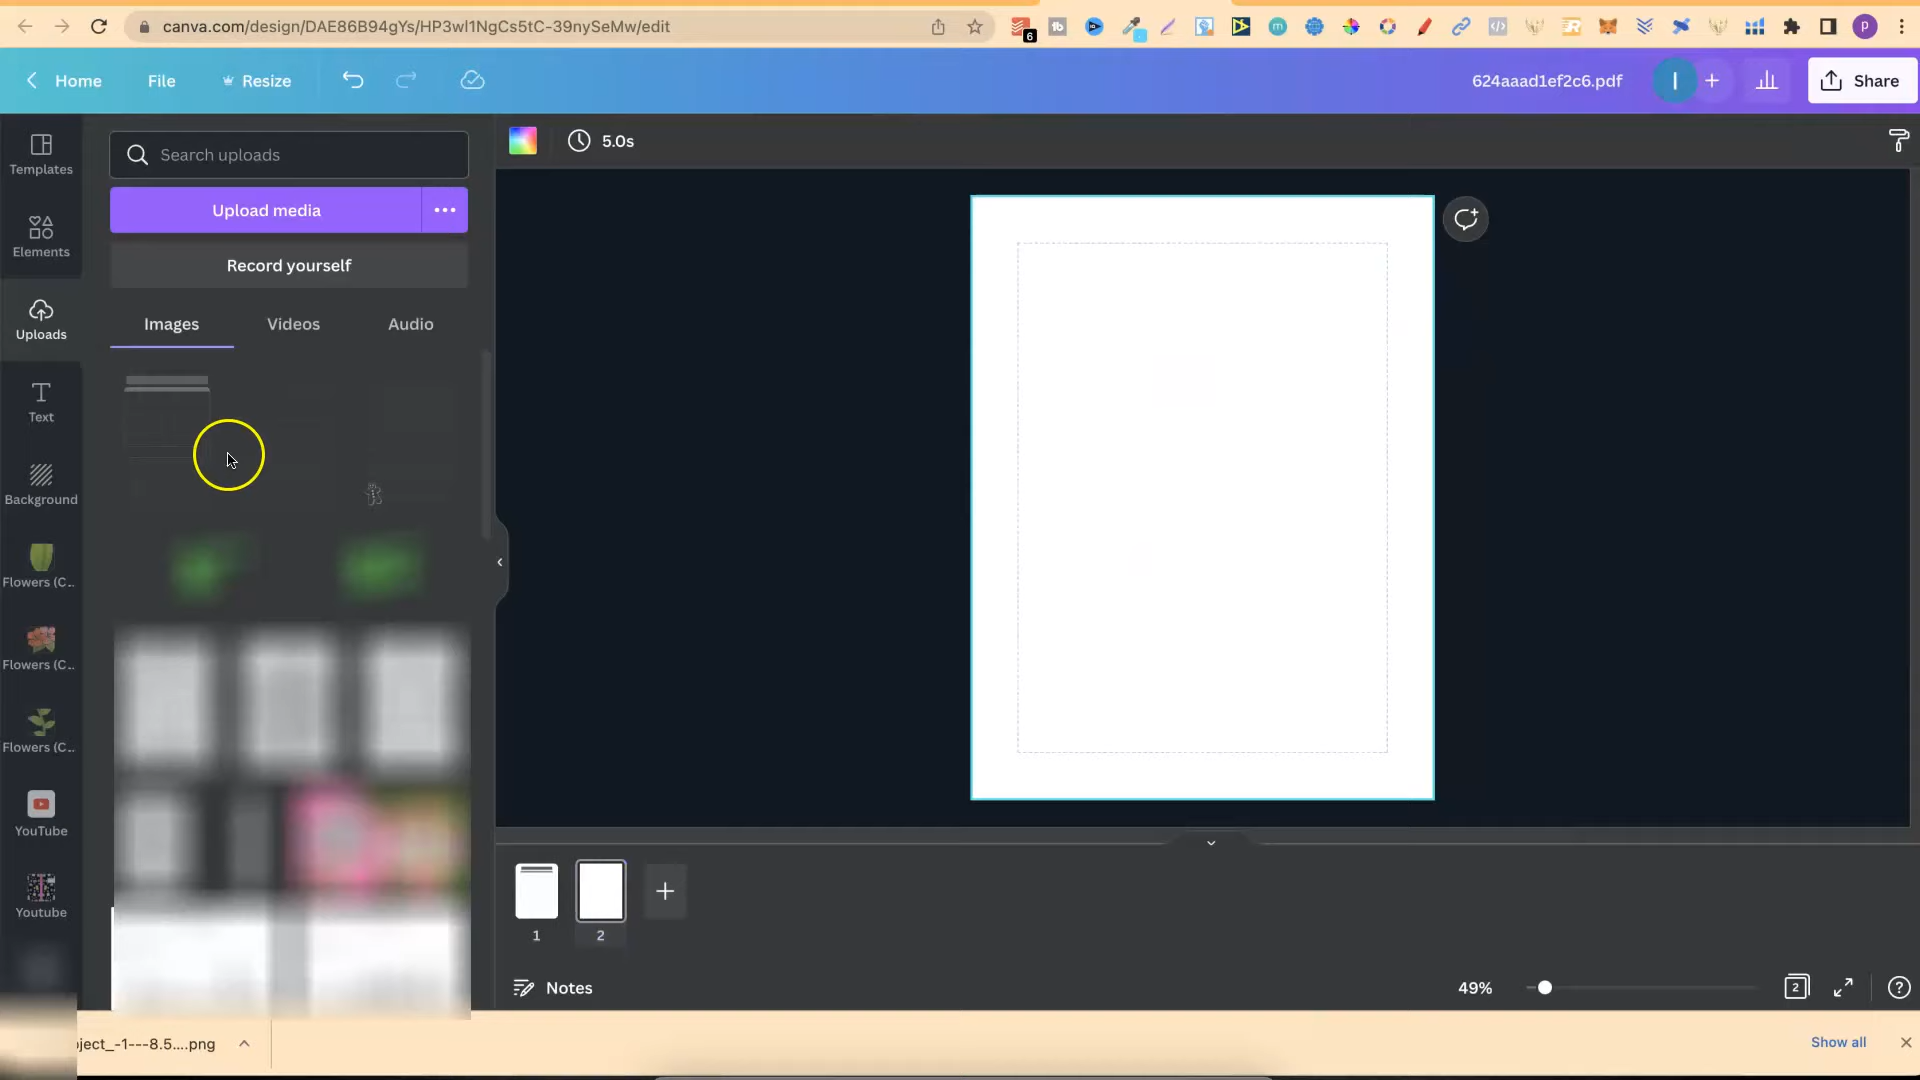 canva.com/design/DAE86B94gYs/HP3wI1NgCs5tC-39nySeMw/edit
6
P
Home
File
Resize
624aaad1ef2c6.pdf
I
Share
Templates
Elements
Uploads
Text
Background
Flowers (C...
Flowers (C...
Flowers (C...
YouTube
Youtube
Search uploads
Upload media
Record yourself
Images
Videos
Audio
5.0s
1
2
Notes
49%
2
?
ject_-1---8.5....png
Show all